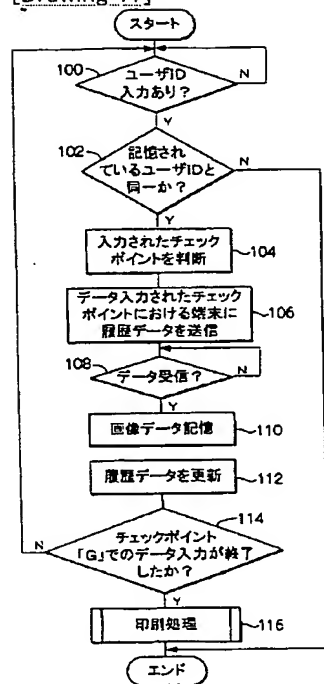 スタート
100
ユーザID
入力あり？
N
Y
102
記憶され
ているユーザIDと
同一か？
N
Y
入力されたチェック
ポイントを判断
104
データ入力されたチェック
ポイントにおける端末に
履歴データを送信
106
108
データ受信？
N
Y
画像データ記憶
110
履歴データを更新
112
114
チェックポイント
「G」でのデータ入力が終了
したか？
N
Y
印刷処理
116
エンド